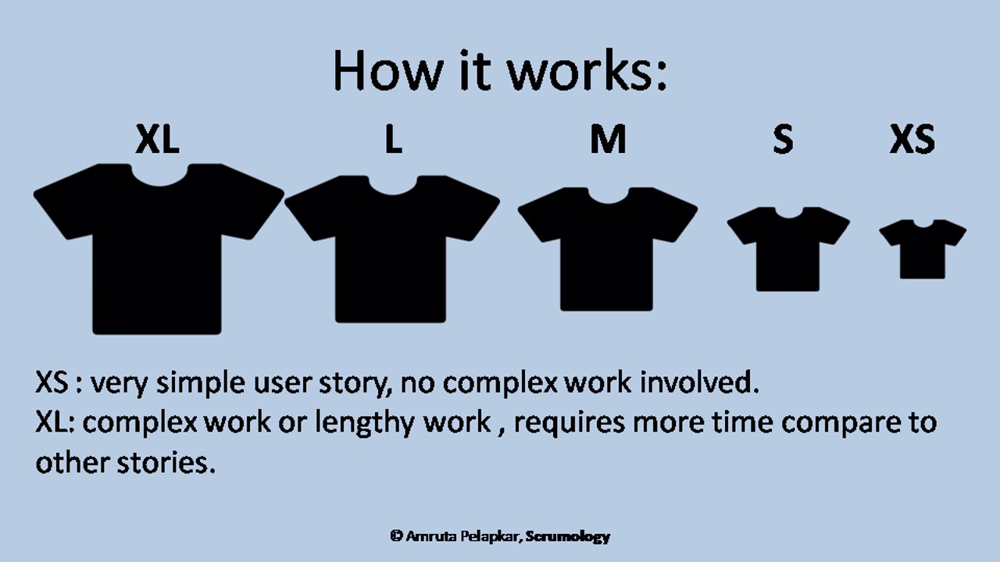 How it works:
XL L M S XS
XS : very simple user story, no complex work involved.
XL: complex work or lengthy work , requires more time compare to
other stories.
© Amruta Pelapkar, Scrumology